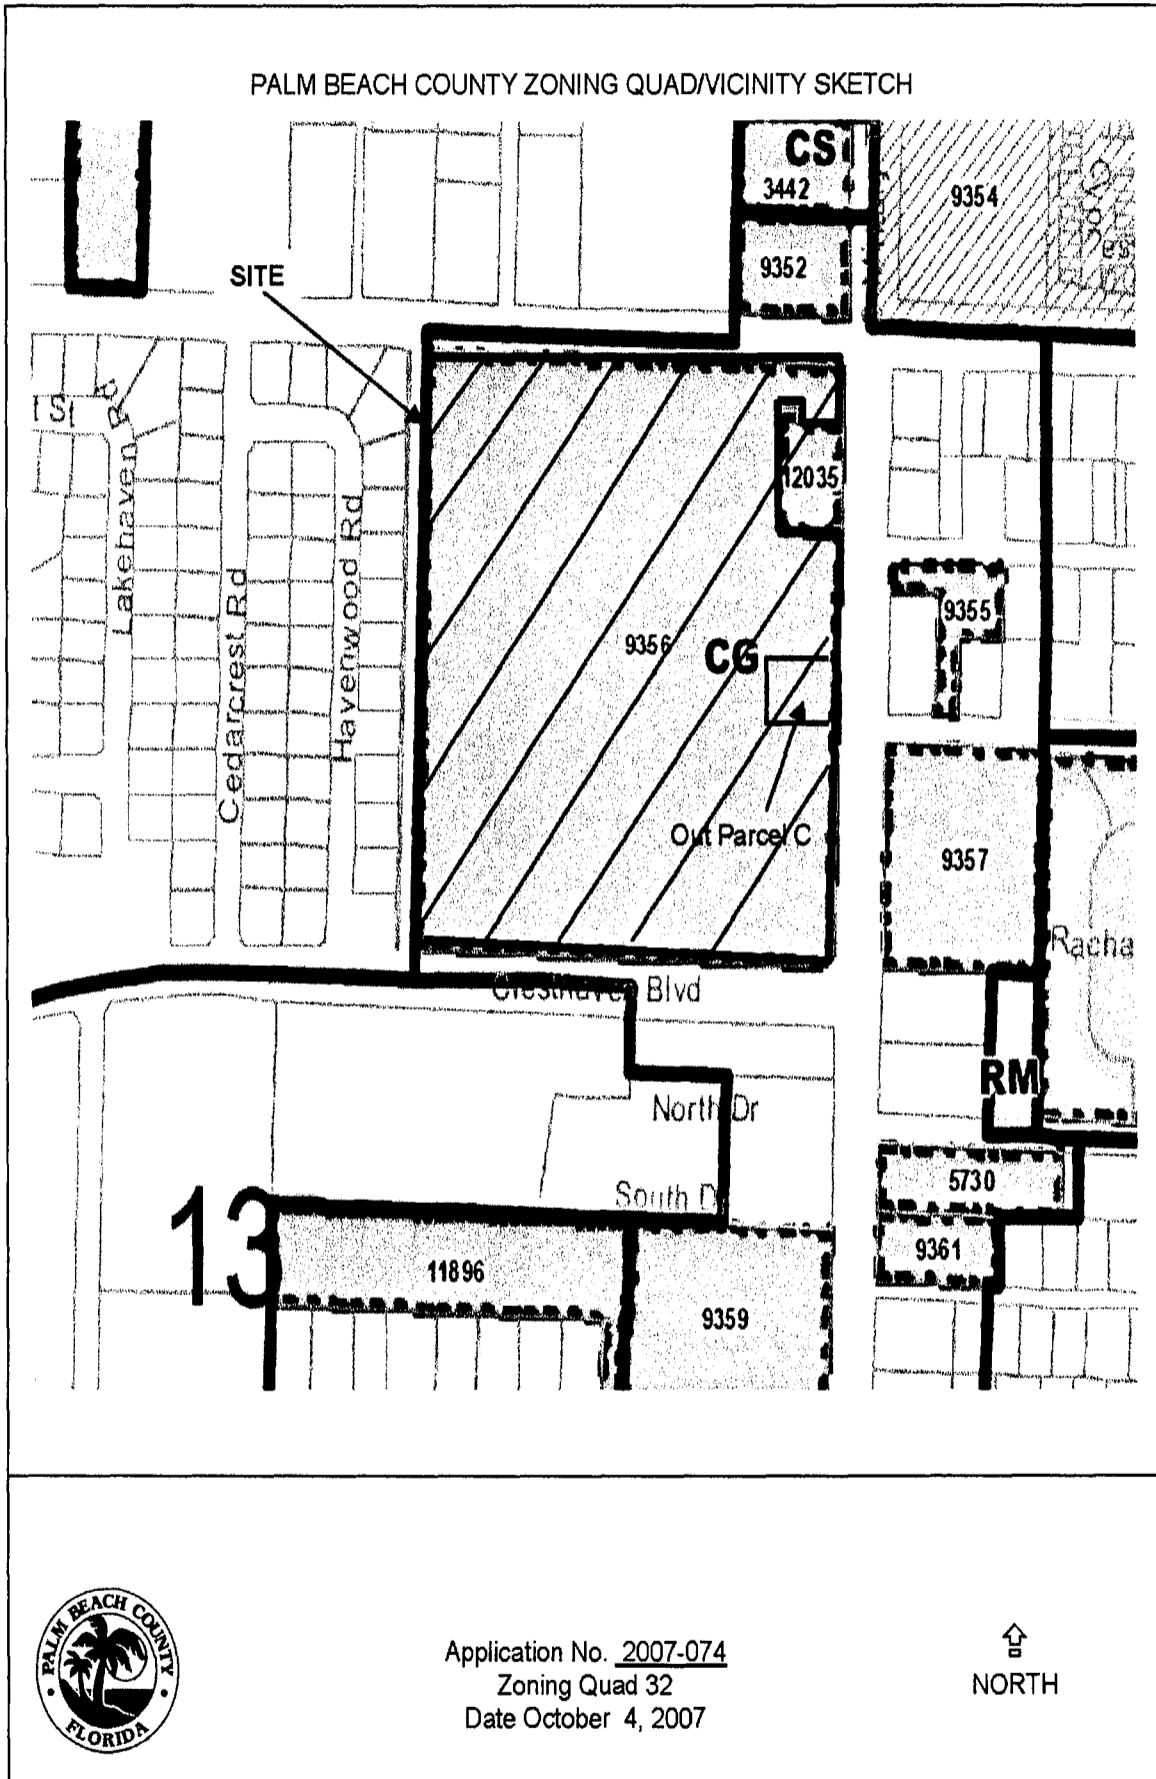 PALM BEACH COUNTY ZONING QUAD/VICINITY SKETCH
CS
3442
9354
9352
SITE
Lakehaven Rd
Cedarcrest Rd
Havenwood Rd
12035
9356
CG
9355
Out Parcel C
9357
Racha
Cresthaven Blvd
RM
North Dr
South D
13
11896
9359
5730
9361
PALM BEACH COUNTY
FLORIDA
Application No. 2007-074
Zoning Quad 32
Date October 4, 2007
NORTH